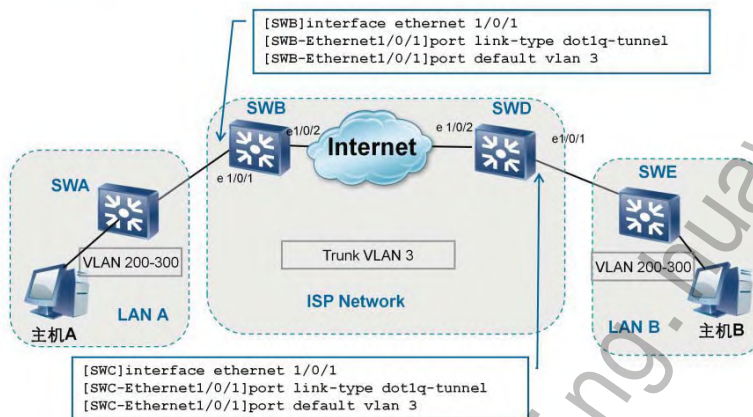 [SWB]interface ethernet 1/0/1
[SWB-Ethernet1/0/1]port link-type dot1q-tunnel
[SWB-Ethernet1/0/1]port default vlan 3
SWB
SWD
e1/0/2
Internet
e 1/0/2
e1/0/1
e 1/0/1
SWA
SWE
VLAN 200-300
Trunk VLAN 3
VLAN 200-300
LAN A
ISP Network
LAN B
主机A
主机B
[SWC]interface ethernet 1/0/1
[SWC-Ethernet1/0/1]port link-type dot1q-tunnel
[SWC-Ethernet1/0/1]port default vlan 3